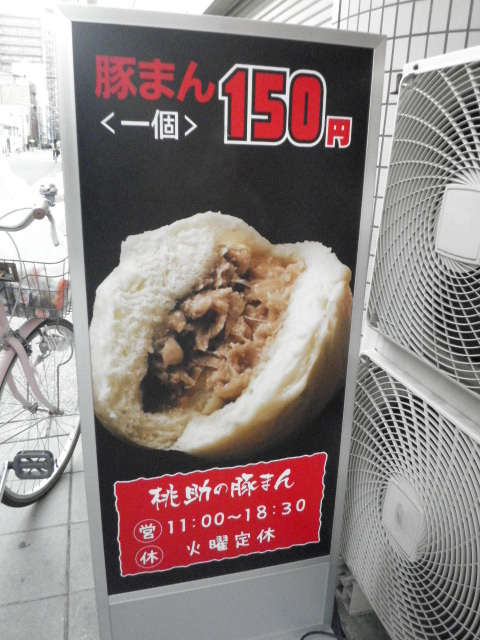 豚まん 150円
<一個>
桃助の豚まん
営 11:00〜18:30
休 火曜定休